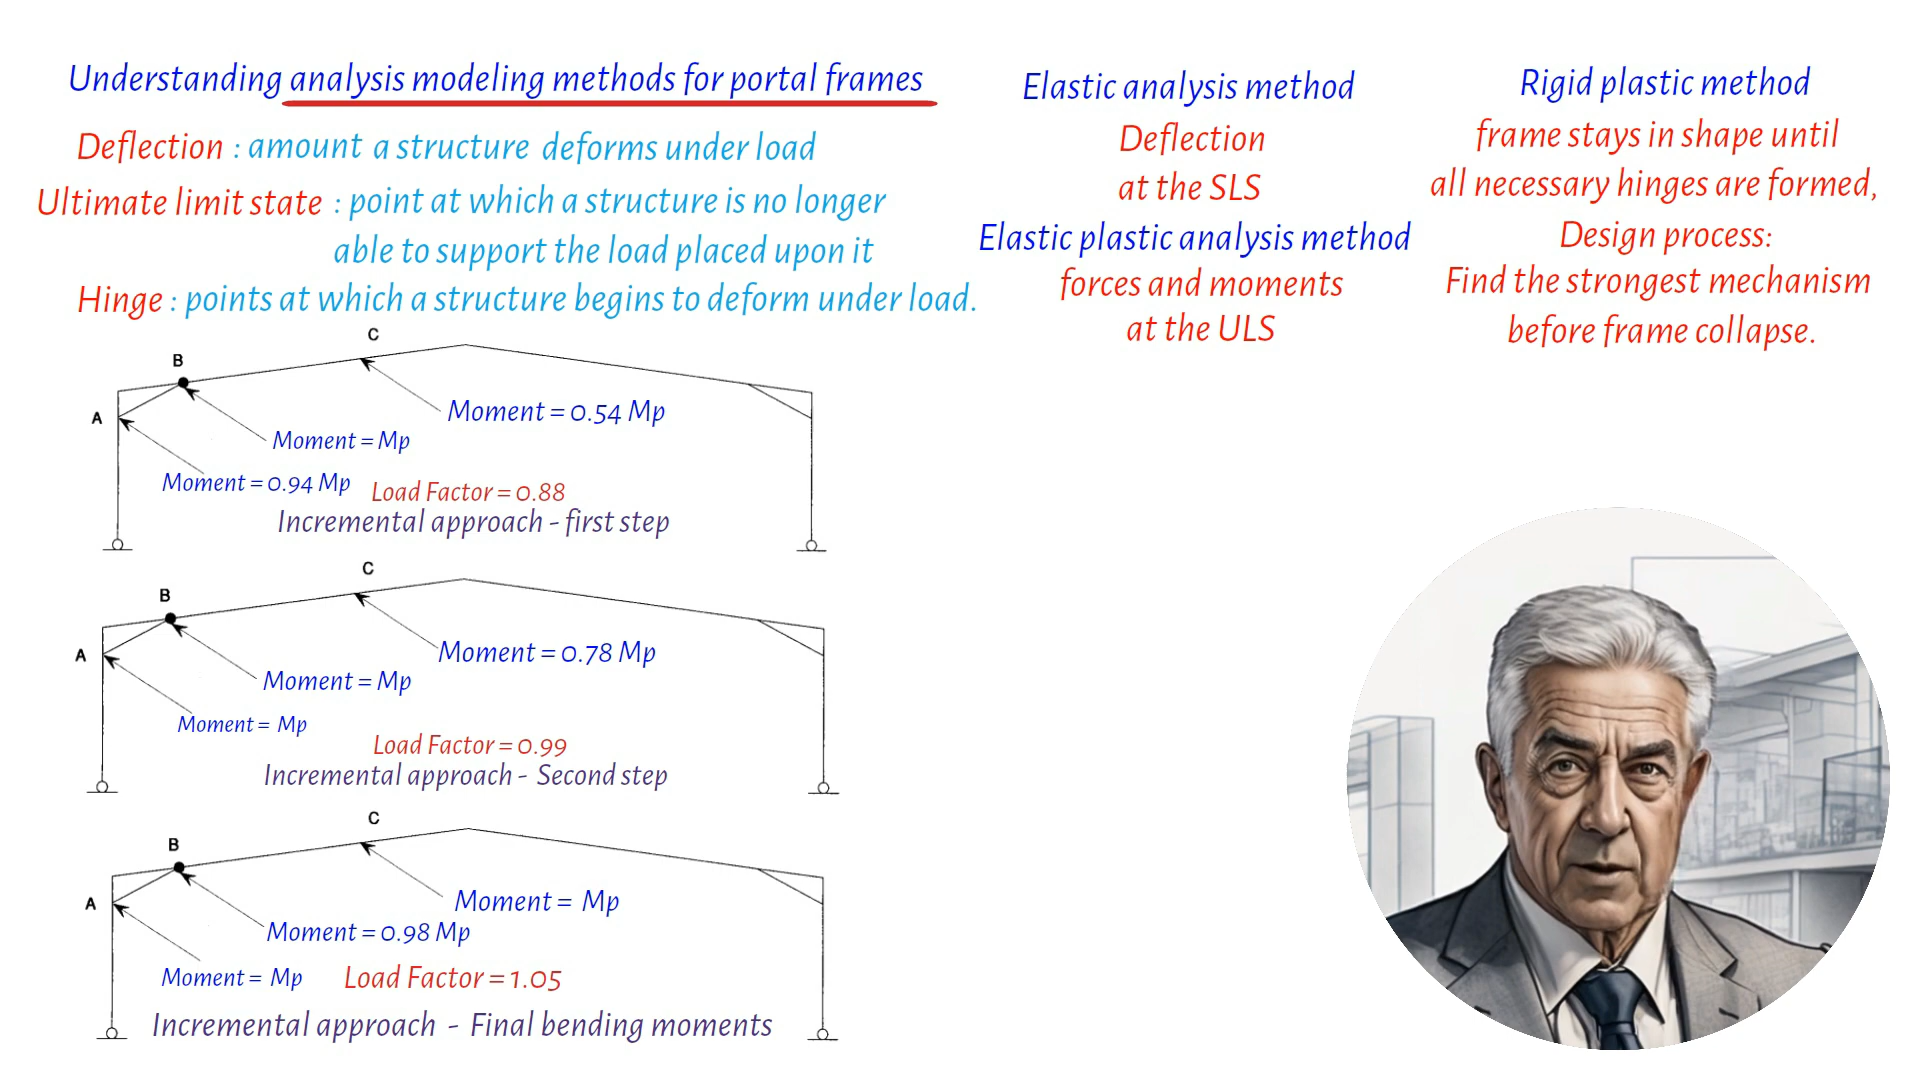 Understanding analysis modeling methods for portal frames
Deflection : amount a structure deforms under load
Ultimate limit state : point at which a structure is no longer
able to support the load placed upon it
Hinge : points at which a structure begins to deform under load.
Elastic analysis method
Deflection
at the SLS
Elastic plastic analysis method
forces and moments
at the ULS
Rigid plastic method
frame stays in shape until
all necessary hinges are formed,
Design process:
Find the strongest mechanism
before frame collapse.
C
B
A
Moment = 0.54 Mp
Moment = Mp
Moment = 0.94 Mp
Load Factor = 0.88
Incremental approach - first step
C
B
A
Moment = 0.78 Mp
Moment = Mp
Moment = Mp
Load Factor = 0.99
Incremental approach - Second step
C
B
A
Moment = Mp
Moment = 0.98 Mp
Moment = Mp
Load Factor = 1.05
Incremental approach - Final bending moments